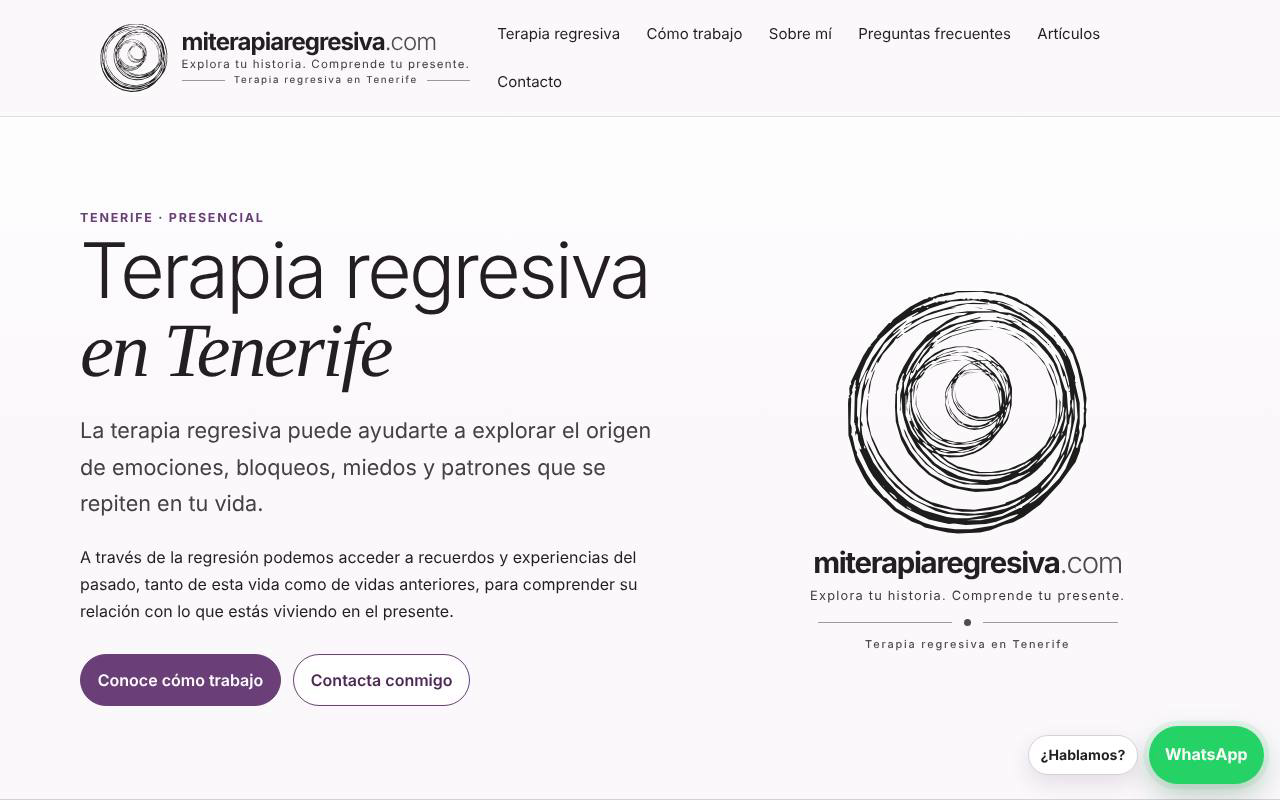 miterapiaregresiva.com
Explora tu historia. Comprende tu presente.
Terapia regresiva en Tenerife
Terapia regresiva
Cómo trabajo
Sobre mí
Preguntas frecuentes
Artículos
Contacto
TENERIFE · PRESENCIAL
Terapia regresiva
en Tenerife
La terapia regresiva puede ayudarte a explorar el origen
de emociones, bloqueos, miedos y patrones que se
repiten en tu vida.
A través de la regresión podemos acceder a recuerdos y experiencias del
pasado, tanto de esta vida como de vidas anteriores, para comprender su
relación con lo que estás viviendo en el presente.
Conoce cómo trabajo
Contacta conmigo
miterapiaregresiva.com
Explora tu historia. Comprende tu presente.
Terapia regresiva en Tenerife
¿Hablamos?
WhatsApp